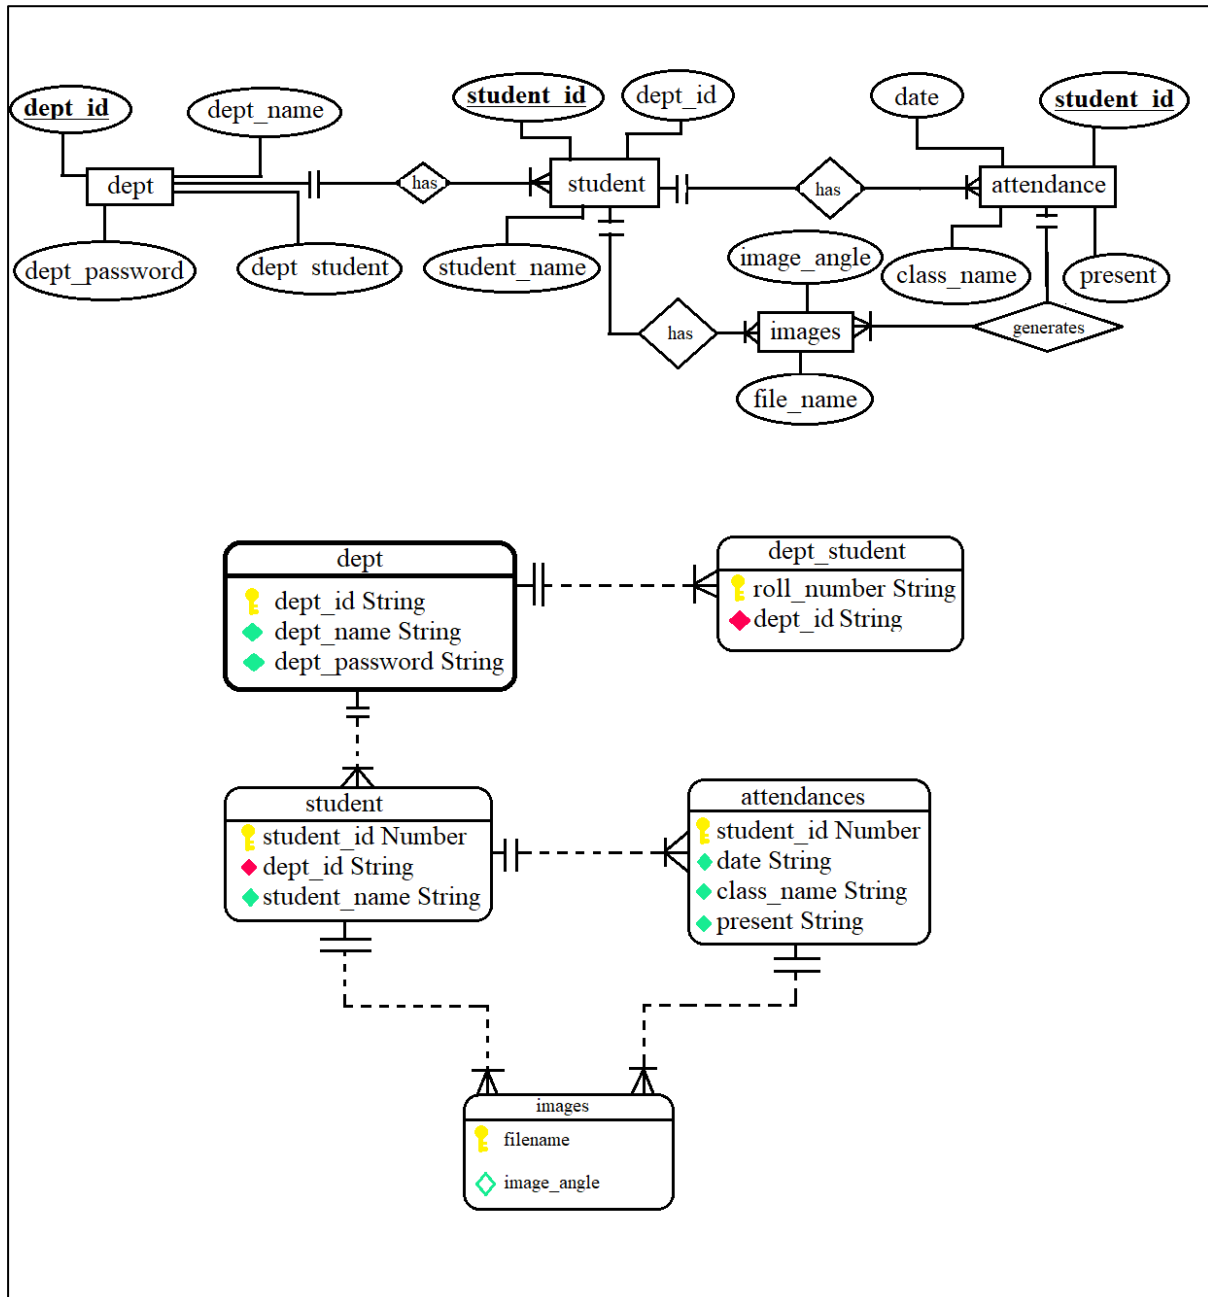 dept_id
dept_name
student_id
dept_id
date
student_id
dept
has
student
has
attendance
dept_password
dept_student
student_name
image_angle
class_name
present
has
images
generates
file_name
dept
dept_id String
dept_name String
dept_password String
dept_student
roll_number String
dept_id String
student
student_id Number
dept_id String
student_name String
attendances
student_id Number
date String
class_name String
present String
images
filename
image_angle